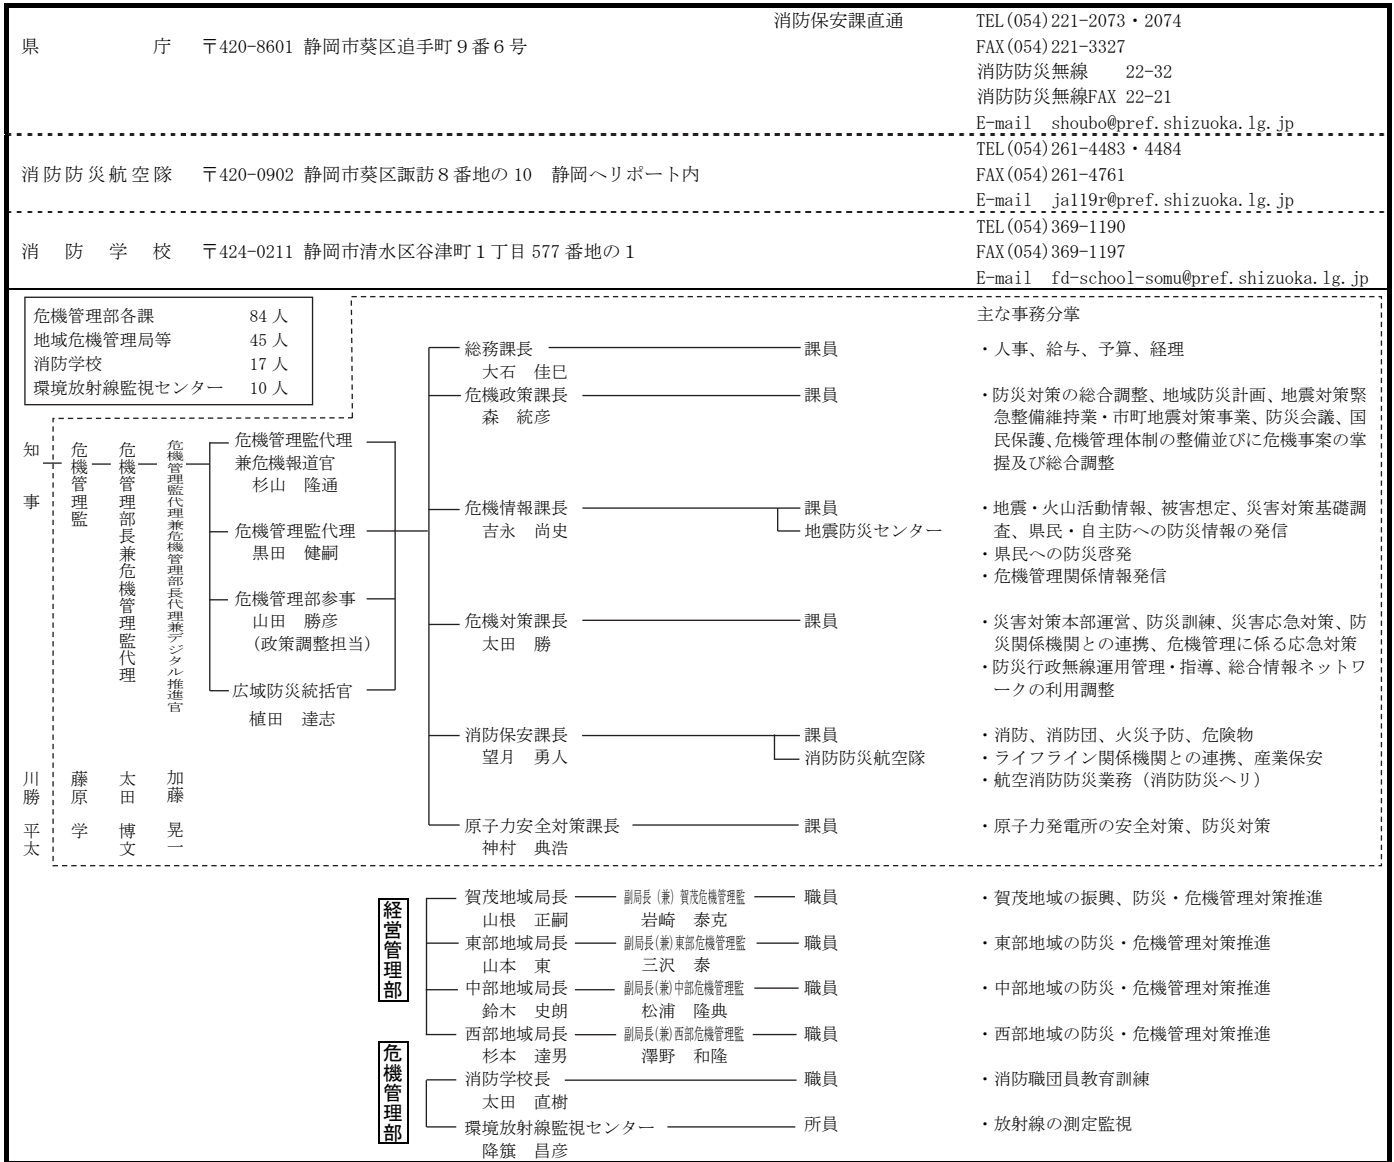 消防保安課直通 TEL(054)221-2073・2074
県庁 〒420-8601 静岡市葵区追手町９番６号 FAX(054)221-3327
消防防災無線 22-32
消防防災無線FAX 22-21
E-mail shoubo@pref.shizuoka.lg.jp
TEL(054)261-4483・4484
消防防災航空隊 〒420-0902 静岡市葵区諏訪８番地の10 静岡ヘリポート内 FAX(054)261-4761
E-mail ja119r@pref.shizuoka.lg.jp
TEL(054)369-1190
消防学校 〒424-0211 静岡市清水区谷津町１丁目577番地の１ FAX(054)369-1197
E-mail fd-school-somu@pref.shizuoka.lg.jp
危機管理部各課 84人
地域危機管理局等 45人
消防学校 17人
環境放射線監視センター 10人
知事
川勝 平太
危機管理監
藤原 学
危機管理部長兼危機管理監代理
太田 博文
危機管理監代理兼危機管理部長代理兼デジタル推進官
加藤 晃一
危機管理監代理
兼危機報道官
杉山 隆通
危機管理監代理
黒田 健嗣
危機管理部参事
山田 勝彦
(政策調整担当)
広域防災統括官
植田 達志
主な事務分掌
総務課長 課員 ・人事、給与、予算、経理
大石 佳巳
危機政策課長 課員 ・防災対策の総合調整、地域防災計画、地震対策緊
森 統彦 急整備維持業・市町地震対策事業、防災会議、国
民保護、危機管理体制の整備並びに危機事案の掌
握及び総合調整
危機情報課長 課員 ・地震・火山活動情報、被害想定、災害対策基礎調
吉永 尚史 地震防災センター 査、県民・自主防への防災情報の発信
・県民への防災啓発
・危機管理関係情報発信
危機対策課長 課員 ・災害対策本部運営、防災訓練、災害応急対策、防
太田 勝 災関係機関との連携、危機管理に係る応急対策
・防災行政無線運用管理・指導、総合情報ネットワ
ークの利用調整
消防保安課長 課員 ・消防、消防団、火災予防、危険物
望月 勇人 消防防災航空隊 ・ライフライン関係機関との連携、産業保安
・航空消防防災業務（消防防災ヘリ）
原子力安全対策課長 課員 ・原子力発電所の安全対策、防災対策
神村 典浩
経営管理部
賀茂地域局長 副局長（兼）賀茂危機管理監 職員 ・賀茂地域の振興、防災・危機管理対策推進
山根 正嗣 岩崎 泰克
東部地域局長 副局長(兼)東部危機管理監 職員 ・東部地域の防災・危機管理対策推進
山本 東 三沢 泰
中部地域局長 副局長(兼)中部危機管理監 職員 ・中部地域の防災・危機管理対策推進
鈴木 史朗 松浦 隆典
西部地域局長 副局長(兼)西部危機管理監 職員 ・西部地域の防災・危機管理対策推進
杉本 達男 澤野 和隆
危機管理部
消防学校長 職員 ・消防職団員教育訓練
太田 直樹
環境放射線監視センター 所員 ・放射線の測定監視
降籏 昌彦